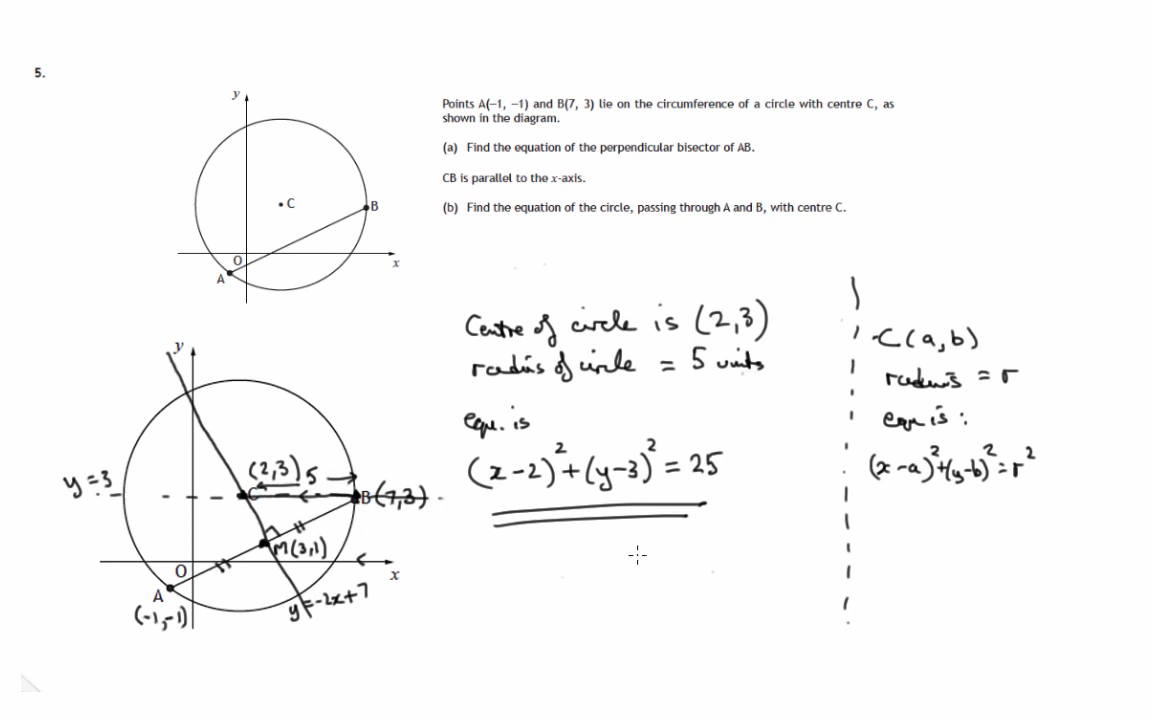 5.
Points A(−1, −1) and B(7, 3) lie on the circumference of a circle with centre C, as
shown in the diagram.
(a) Find the equation of the perpendicular bisector of AB.
CB is parallel to the x-axis.
(b) Find the equation of the circle, passing through A and B, with centre C.
y
C
B
O
x
A
Centre of circle is (2,3)
radius of circle = 5 units
equ. is
(x-2)²+(y-3)² = 25
C(a,b)
radius = r
equ is:
(x-a)²+(y-b)²=r²
y
(2,3) 5
y=3
C
B(7,3)
M(3,1)
O
x
A
(-1,-1)
y=-2x+7